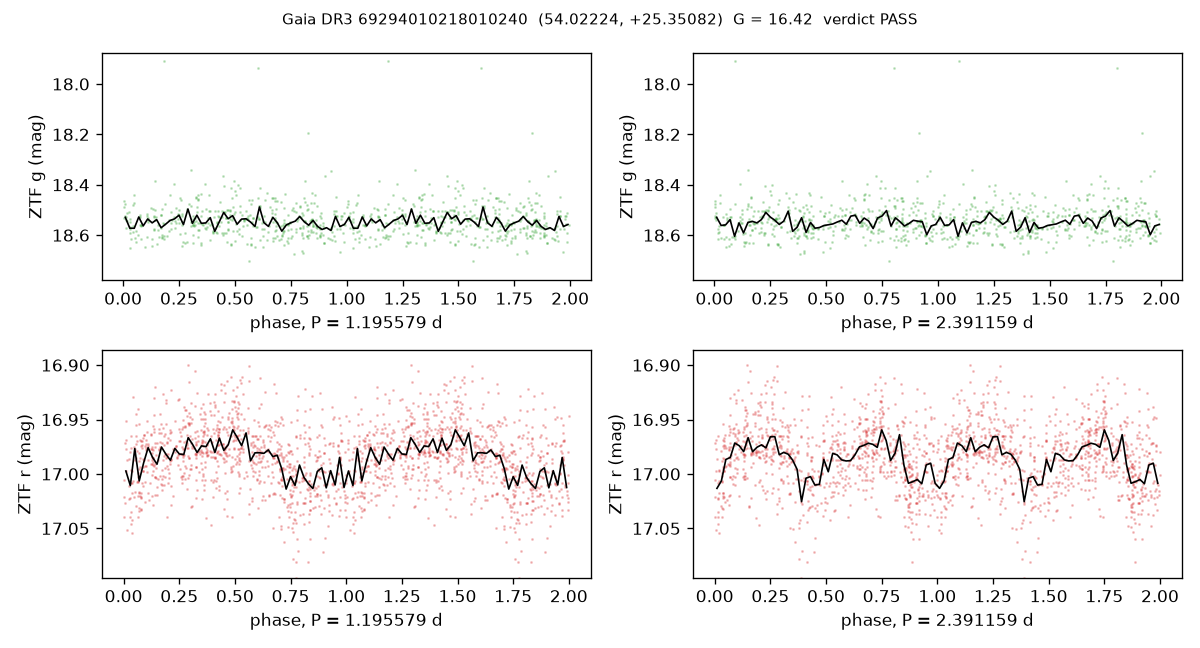 Gaia DR3 69294010218010240 (54.02224, +25.35082) G = 16.42 verdict PASS
ZTF g (mag)
18.0
18.2
18.4
18.6
0.00 0.25 0.50 0.75 1.00 1.25 1.50 1.75 2.00
phase, P = 1.195579 d
ZTF g (mag)
18.0
18.2
18.4
18.6
0.00 0.25 0.50 0.75 1.00 1.25 1.50 1.75 2.00
phase, P = 2.391159 d
ZTF r (mag)
16.90
16.95
17.00
17.05
0.00 0.25 0.50 0.75 1.00 1.25 1.50 1.75 2.00
phase, P = 1.195579 d
ZTF r (mag)
16.90
16.95
17.00
17.05
0.00 0.25 0.50 0.75 1.00 1.25 1.50 1.75 2.00
phase, P = 2.391159 d